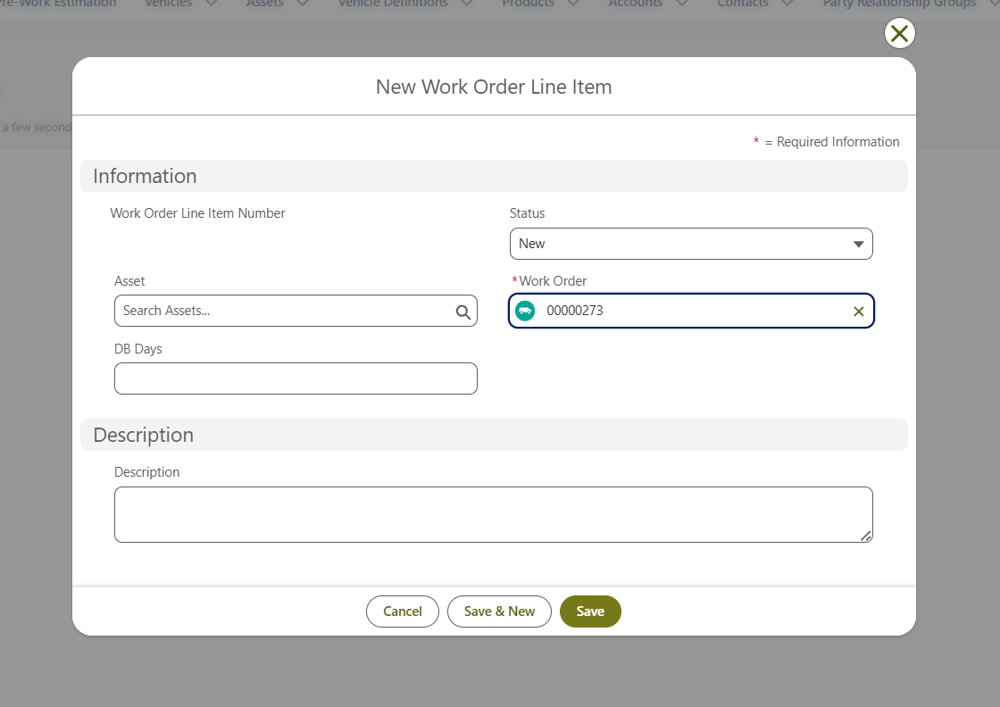 Pre-Work Estimation Vehicles Assets Vehicle Definitions Products Accounts Contacts Party Relationship Groups
New Work Order Line Item
a few second
* = Required Information
Information
Work Order Line Item Number
Status
New
Asset
*Work Order
Search Assets...
00000273
DB Days
Description
Description
Cancel Save & New Save